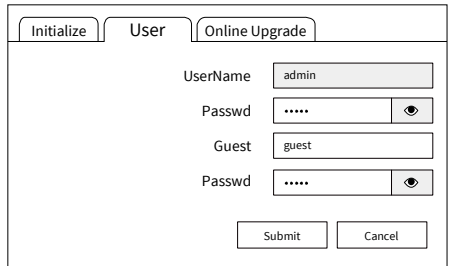 Initialize User Online Upgrade
UserName admin
Passwd •••••
Guest guest
Passwd •••••
Submit Cancel